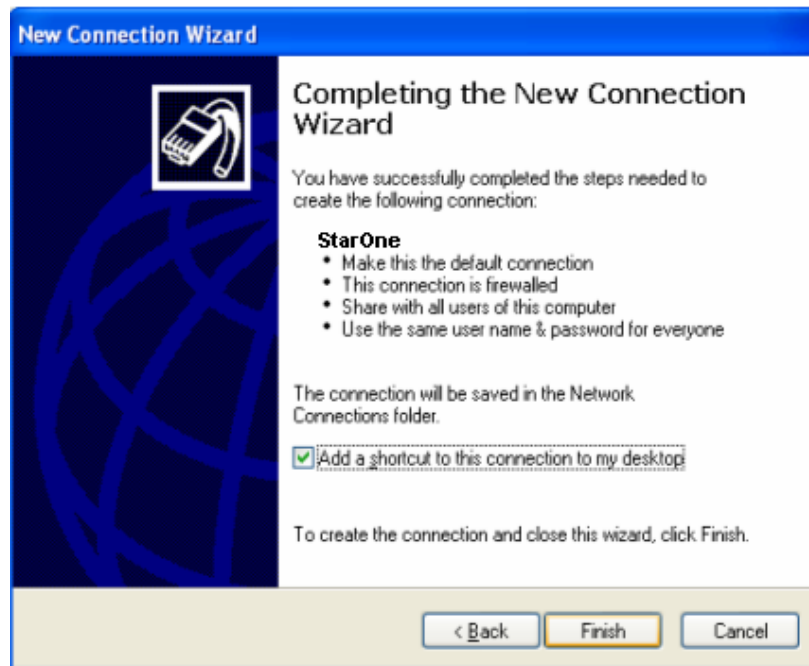 New Connection Wizard
Completing the New Connection
Wizard
You have successfully completed the steps needed to
create the following connection:
StarOne
• Make this the default connection
• This connection is firewalled
• Share with all users of this computer
• Use the same user name & password for everyone
The connection will be saved in the Network
Connections folder.
Add a shortcut to this connection to my desktop
To create the connection and close this wizard, click Finish.
< Back Finish Cancel